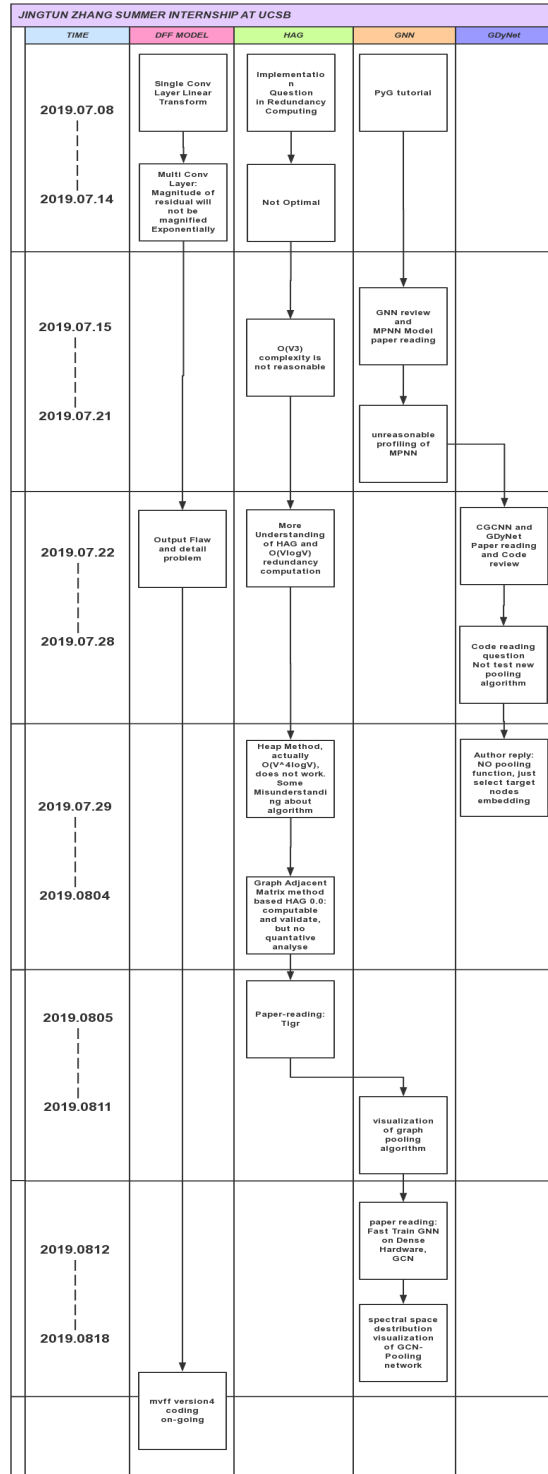 JINGTUN ZHANG SUMMER INTERNSHIP AT UCSB
TIME
DFF MODEL
HAG
GNN
GDyNet
2019.07.08
2019.07.14
Single Conv
Layer Linear
Transform
Multi Conv
Layer:
Magnitude of
residual will
not be
magnified
Exponentially
Implementatio
n
Question
in Redundancy
Computing
Not Optimal
PyG tutorial
2019.07.15
2019.07.21
O(V3)
complexity is
not reasonable
GNN review
and
MPNN Model
paper reading
unreasonable
profiling of
MPNN
2019.07.22
2019.07.28
Output Flaw
and detail
problem
More
Understanding
of HAG and
O(VlogV)
redundancy
computation
CGCNN and
GDyNet
Paper reading
and Code
review
Code reading
question
Not test new
pooling
algorithm
2019.07.29
2019.0804
Heap Method,
actually
O(V^4logV),
does not work.
Some
Misunderstandi
ng about
algorithm
Graph Adjacent
Matrix method
based HAG 0.0:
computable
and validate,
but no
quantative
analyse
Author reply:
NO pooling
function, just
select target
nodes
embedding
2019.0805
2019.0811
Paper-reading:
Tigr
visualization
of graph
pooling
algorithm
2019.0812
2019.0818
paper reading:
Fast Train GNN
on Dense
Hardware,
GCN
spectral space
destribution
visualization
of GCN-
Pooling
network
mvff version4
coding
on-going